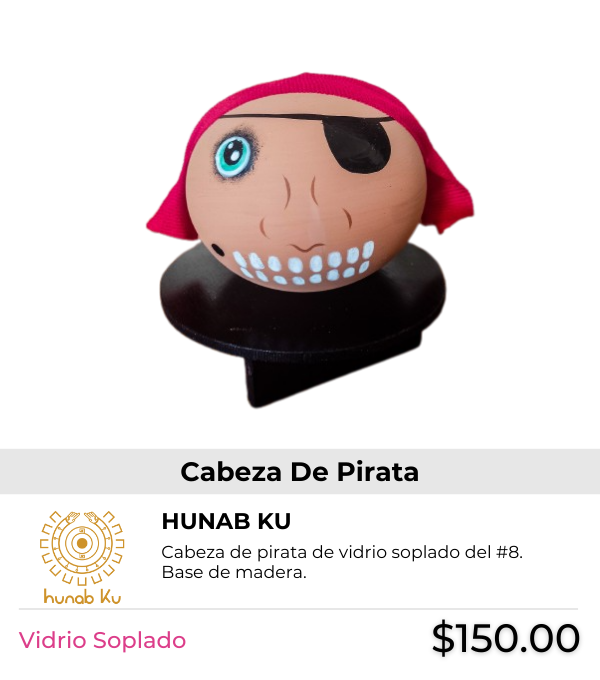 Cabeza De Pirata
HUNAB KU
Cabeza de pirata de vidrio soplado del #8.
Base de madera.
hunab Ku
Vidrio Soplado
$150.00